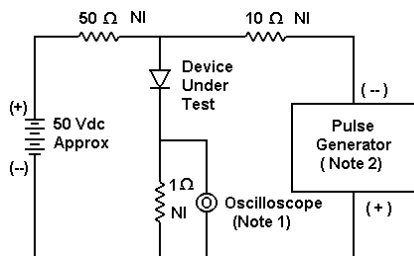 50 Ω NI
10 Ω NI
Device
Under
Test
(+)
50 Vdc
Approx
(--)
(--)
Pulse
Generator
( Note 2)
(+)
1Ω
NI
Oscilloscope
(Note 1)